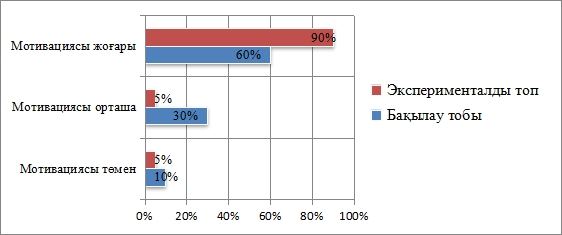 Мотивациясы жоғары
90%
60%
Мотивациясы орташа
5%
30%
Мотивациясы төмен
5%
10%
0% 20% 40% 60% 80% 100%
Эксперименталды топ
Бақылау тобы